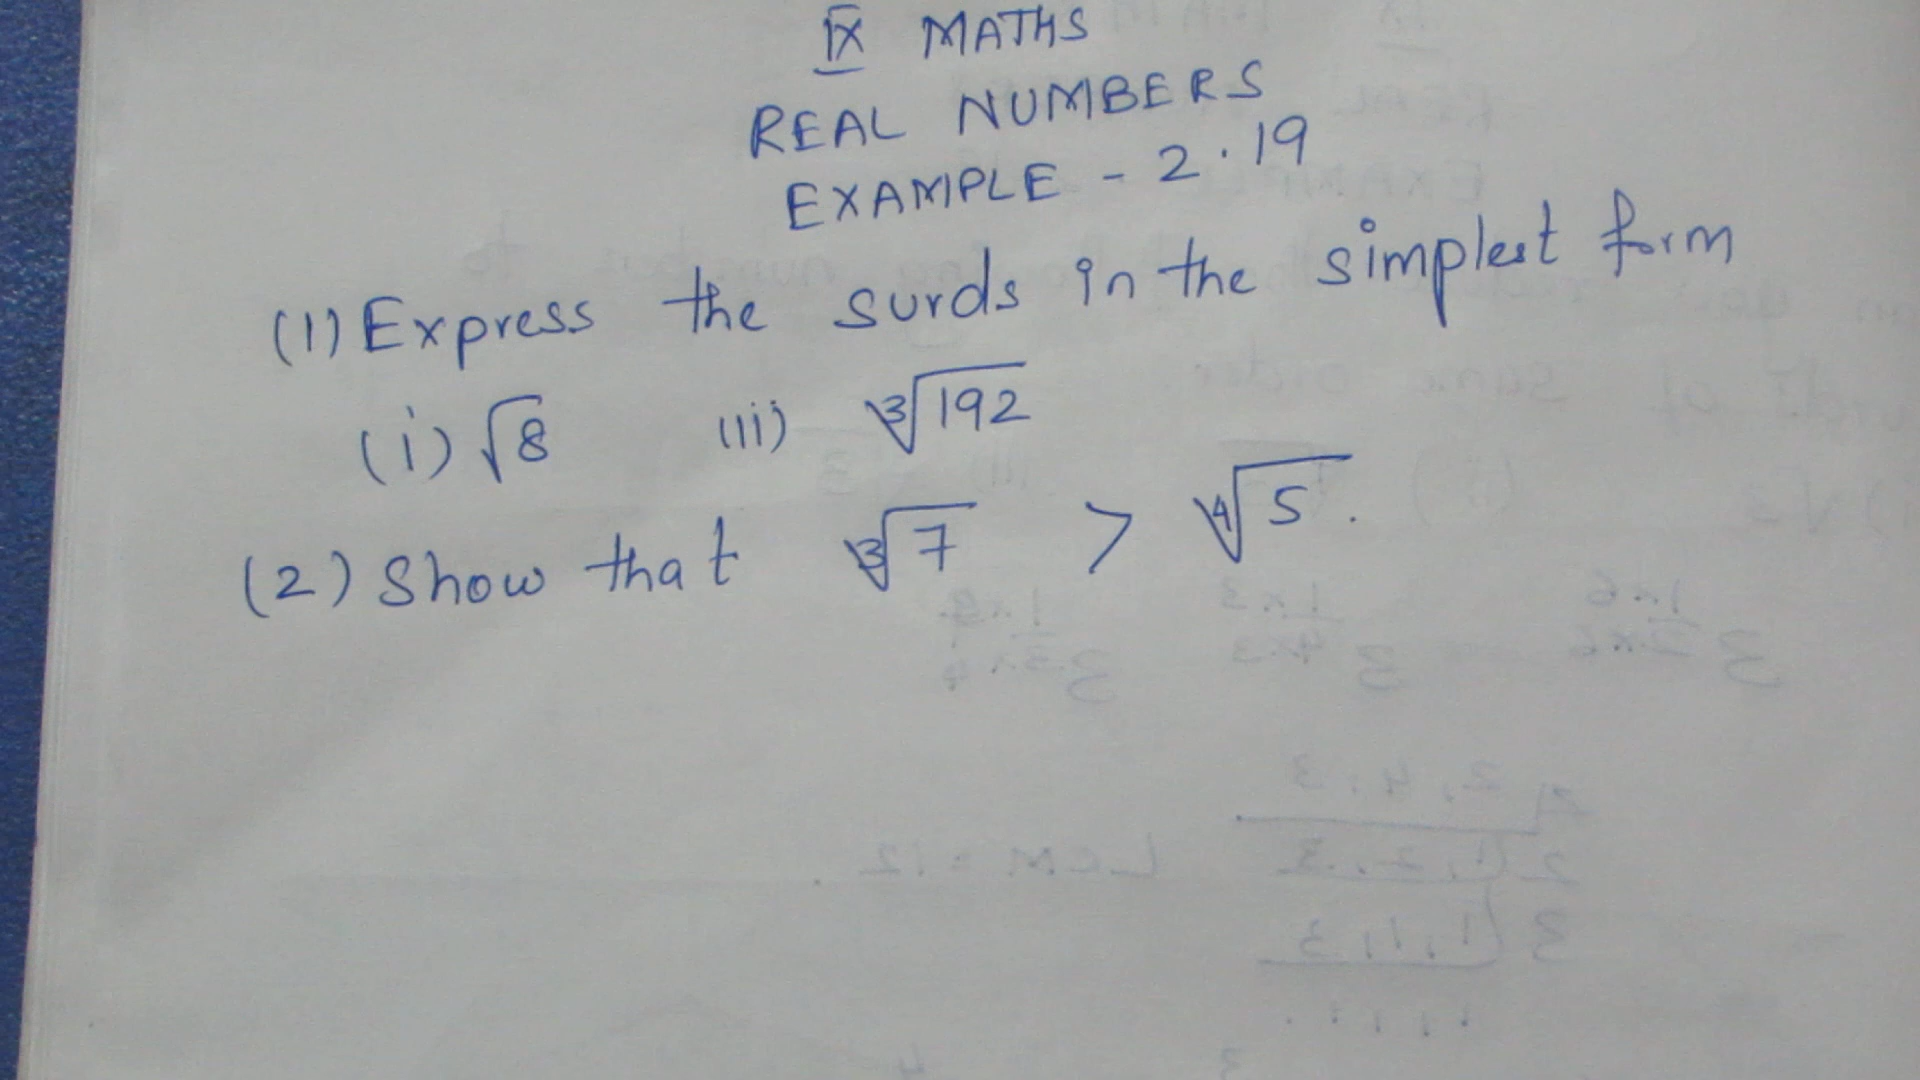 IX MATHS
REAL NUMBERS
EXAMPLE - 2.19
(1) Express the surds in the simplest form
(i) √8 (ii) ∛192
(2) Show that ∛7 > ∜5.